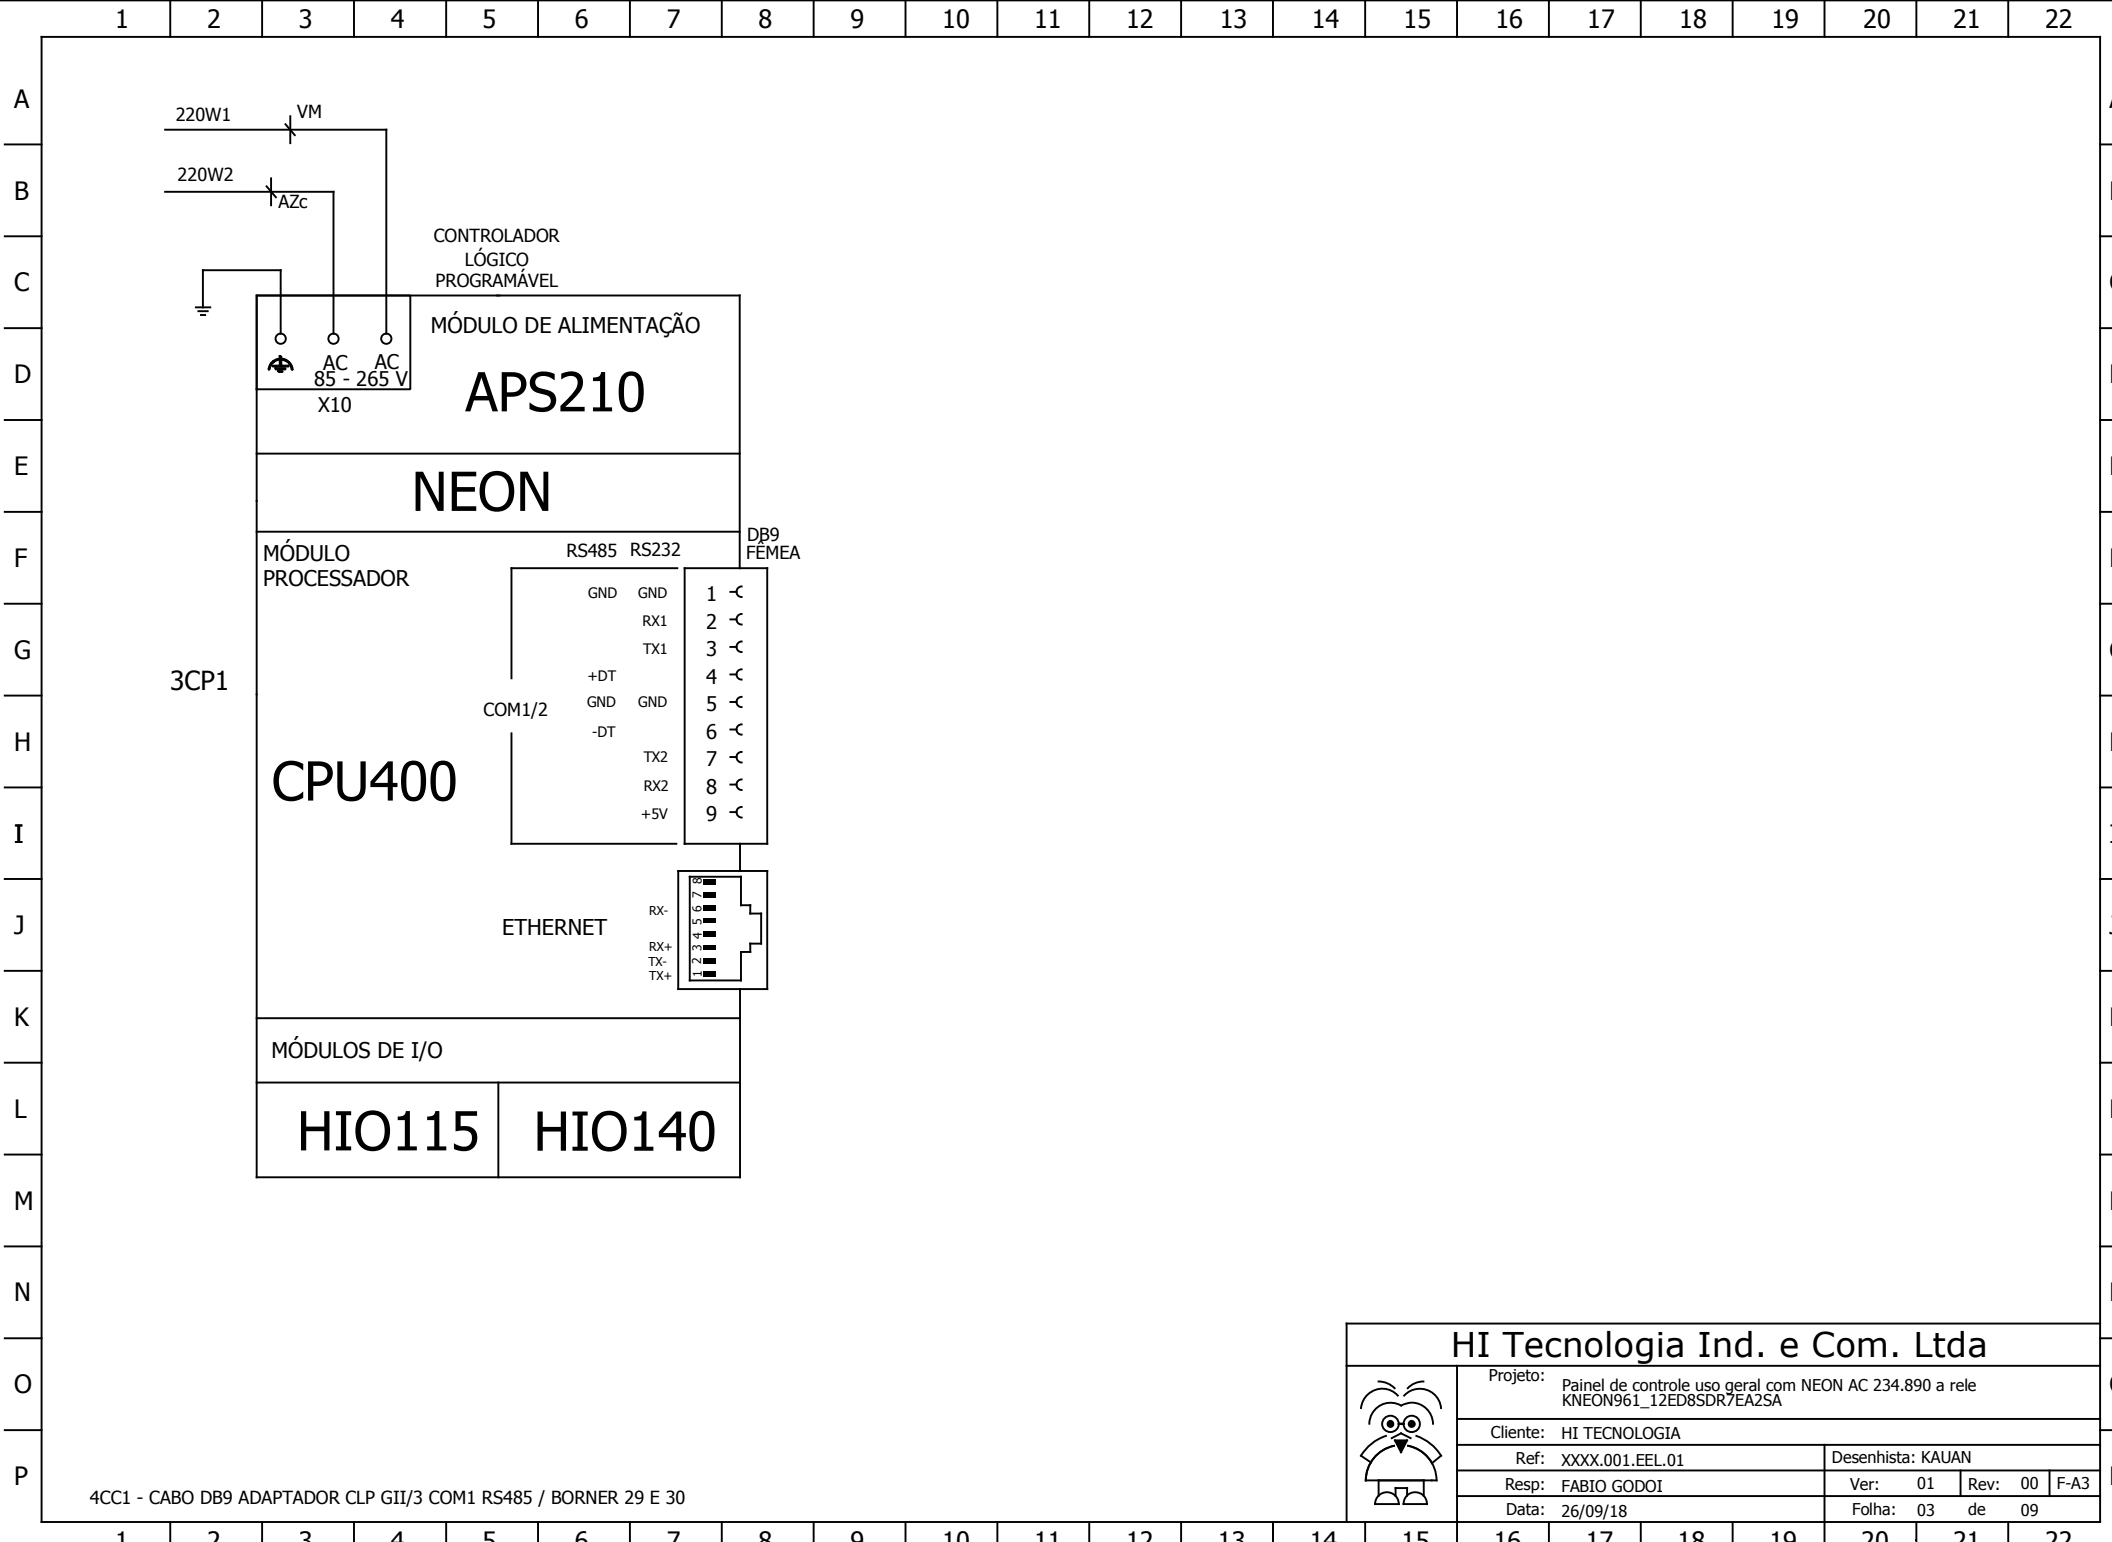 1 2 3 4 5 6 7 8 9 10 11 12 13 14 15 16 17 18 19 20 21 22
A
B
C
D
E
F
G
H
I
J
K
L
M
N
O
P
220W1
VM
220W2
AZc
CONTROLADOR
LÓGICO
PROGRAMÁVEL
MÓDULO DE ALIMENTAÇÃO
AC AC
85 - 265 V
X10
APS210
NEON
MÓDULO
PROCESSADOR
RS485 RS232
DB9
FÊMEA
GND GND 1
RX1 2
TX1 3
+DT 4
GND GND 5
-DT 6
TX2 7
RX2 8
+5V 9
COM1/2
3CP1
CPU400
ETHERNET
8
7
RX- 6
5
4
RX+ 3
TX- 2
TX+ 1
MÓDULOS DE I/O
HIO115 HIO140
4CC1 - CABO DB9 ADAPTADOR CLP GII/3 COM1 RS485 / BORNER 29 E 30
HI Tecnologia Ind. e Com. Ltda
Projeto: Painel de controle uso geral com NEON AC 234.890 a rele
KNEON961_12ED8SDR7EA2SA
Cliente: HI TECNOLOGIA
Ref: XXXX.001.EEL.01 Desenhista: KAUAN
Resp: FABIO GODOI Ver: 01 Rev: 00 F-A3
Data: 26/09/18 Folha: 03 de 09
1 2 3 4 5 6 7 8 9 10 11 12 13 14 15 16 17 18 19 20 21 22